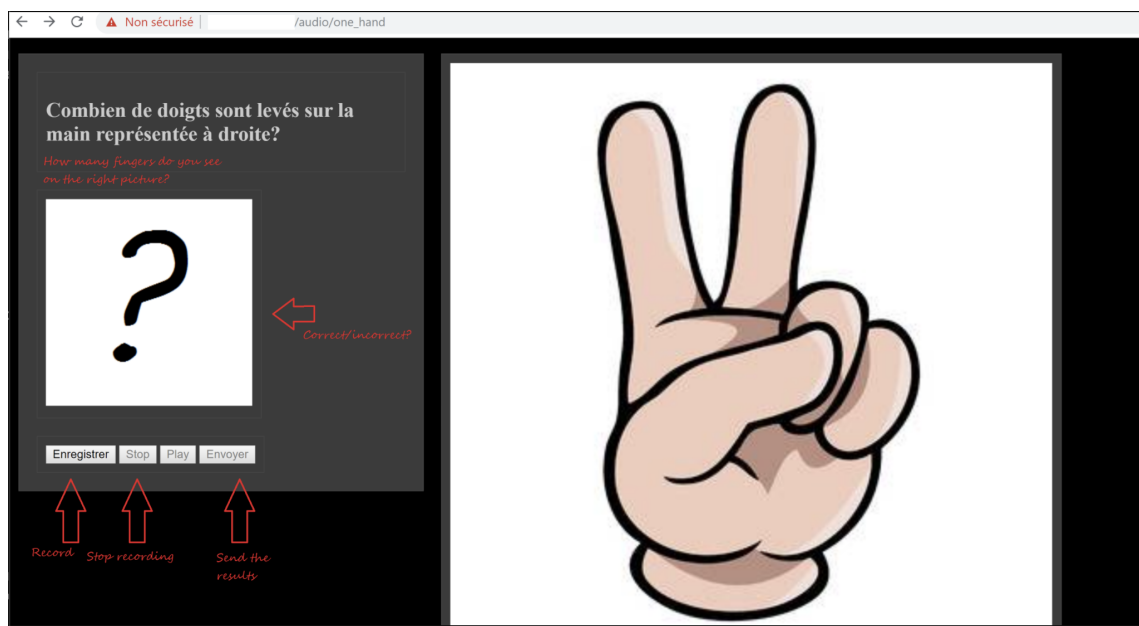 Non sécurisé
/audio/one_hand
Combien de doigts sont levés sur la
main représentée à droite?
How many fingers do you see
on the right picture?
?
Correct/incorrect?
Enregistrer
Stop
Play
Envoyer
Record
Stop recording
Send the
results